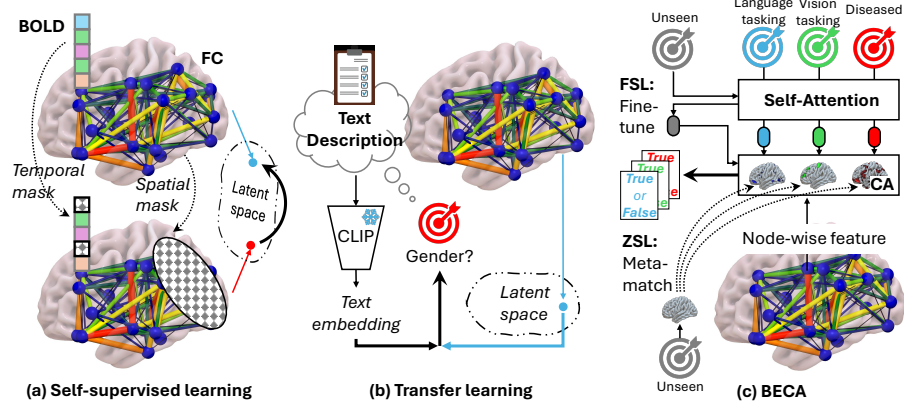 BOLD
FC
Temporal
mask
Spatial
mask
Latent
space
(a) Self-supervised learning
Text
Description
CLIP
Gender?
Text
embedding
Latent
space
(b) Transfer learning
Unseen
Language
tasking
Vision
tasking
Diseased
FSL:
Fine-
tune
Self-Attention
True
True
True
or
False
CA
ZSL:
Meta-
match
Node-wise feature
Unseen
(c) BECA